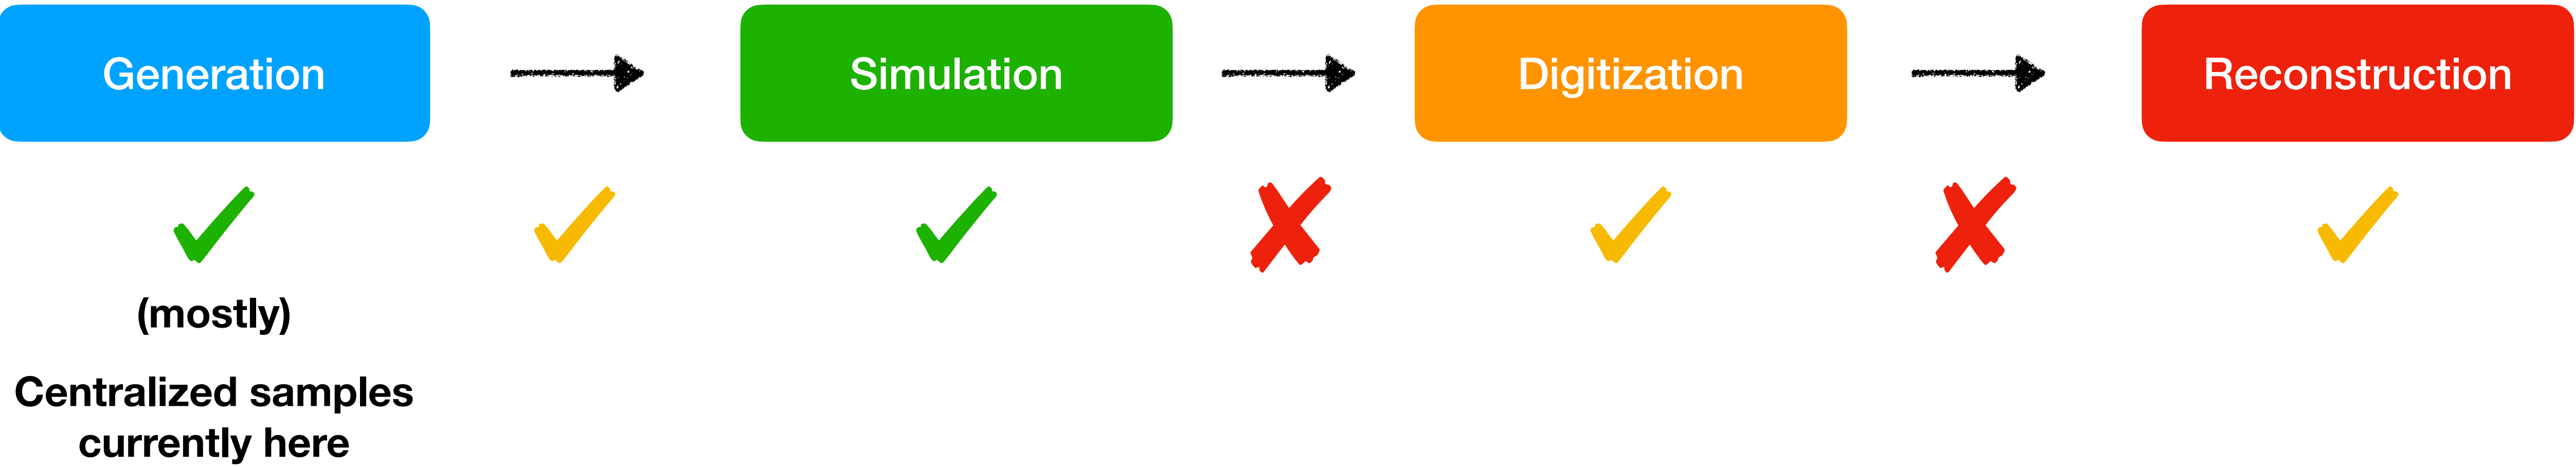 Generation
Simulation
Digitization
Reconstruction
(mostly)
Centralized samples
currently here